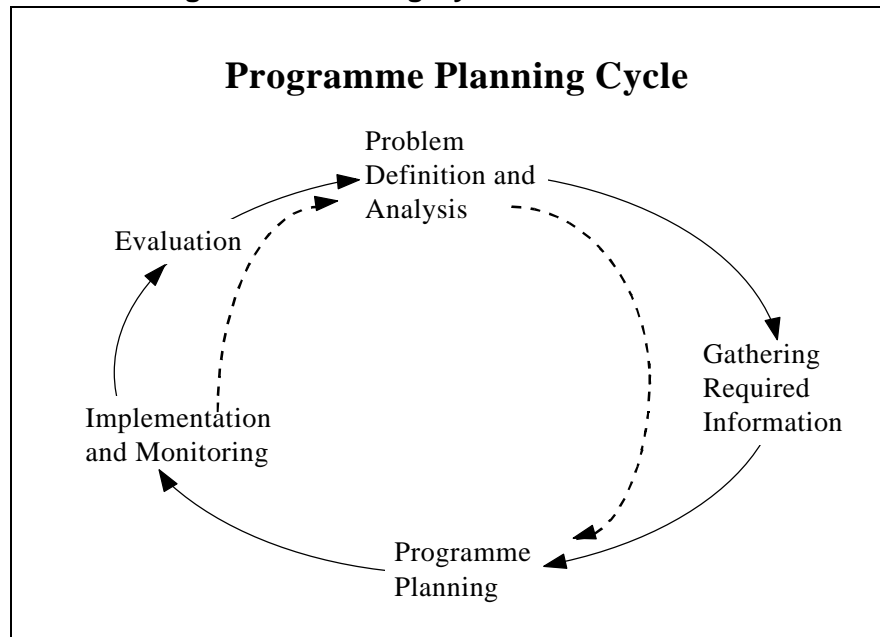 Programme Planning Cycle
Problem
Definition and
Analysis
Evaluation
Gathering
Required
Information
Implementation
and Monitoring
Programme
Planning